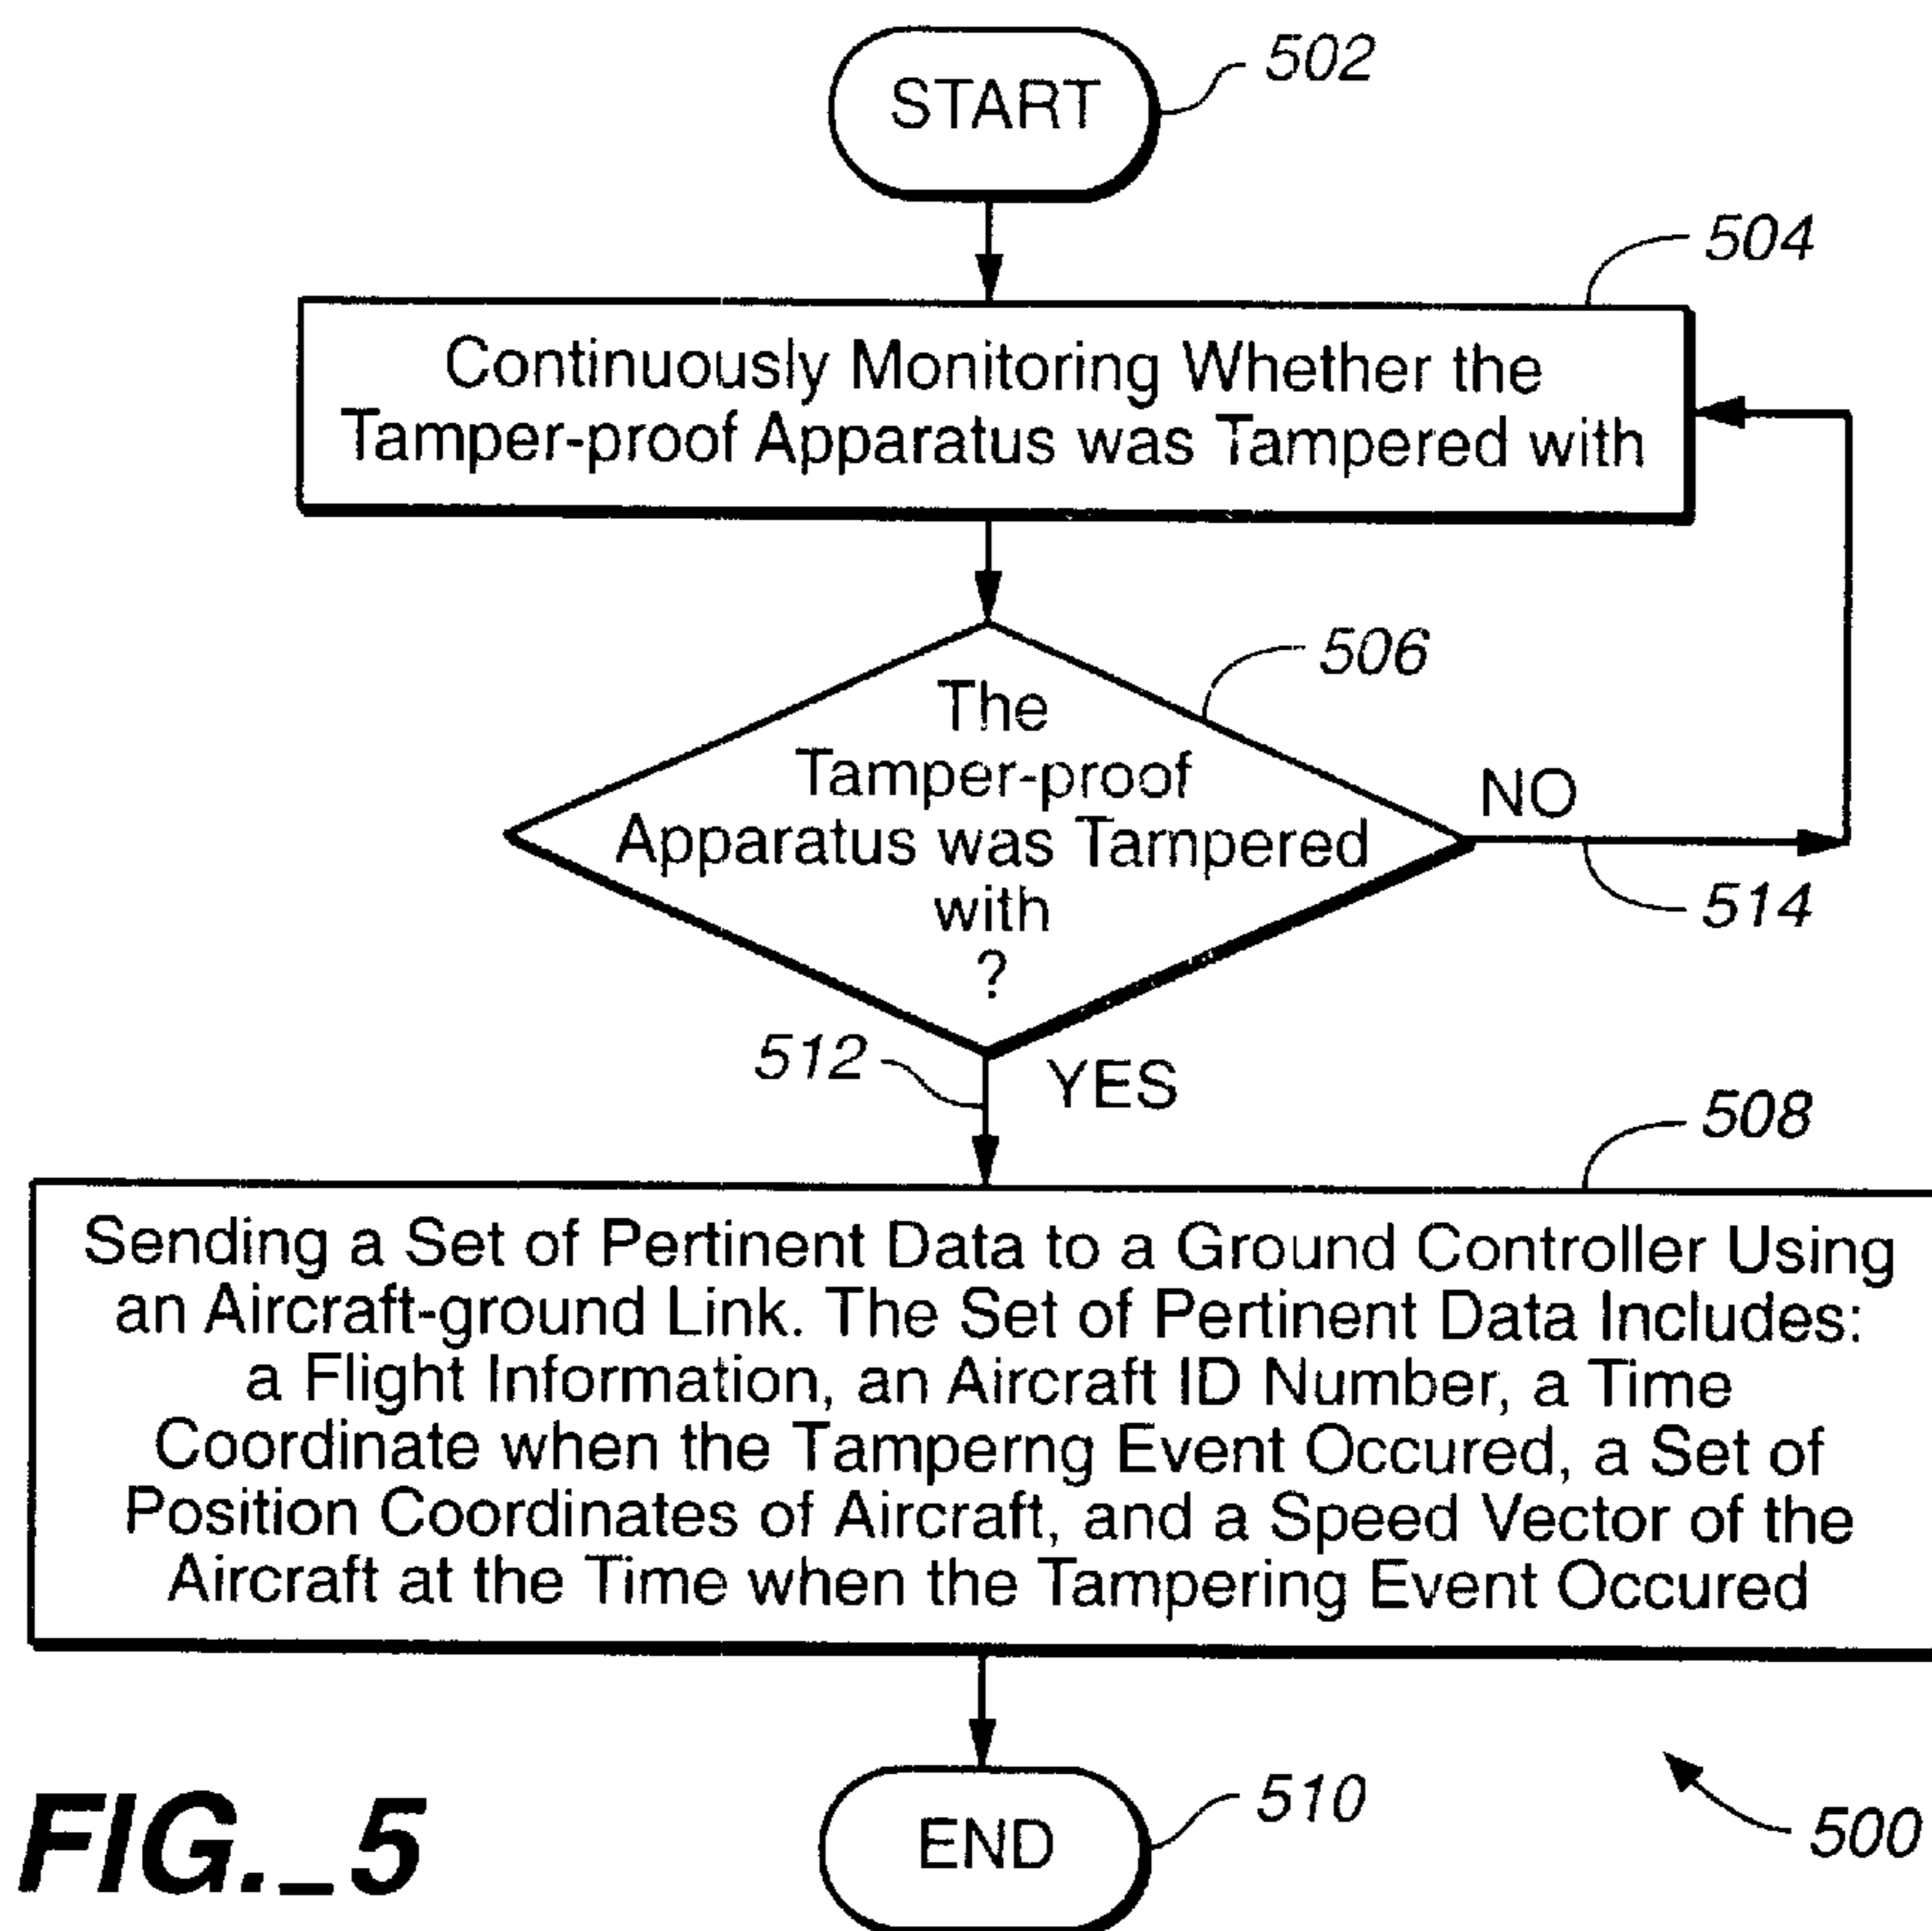 START
502
504
Continuously Monitoring Whether the
Tamper-proof Apparatus was Tampered with
506
The
Tamper-proof
Apparatus was Tampered
with
?
NO
514
512
YES
508
Sending a Set of Pertinent Data to a Ground Controller Using
an Aircraft-ground Link. The Set of Pertinent Data Includes:
a Flight Information, an Aircraft ID Number, a Time
Coordinate when the Tamperng Event Occured, a Set of
Position Coordinates of Aircraft, and a Speed Vector of the
Aircraft at the Time when the Tampering Event Occured
END
510
500
FIG._5